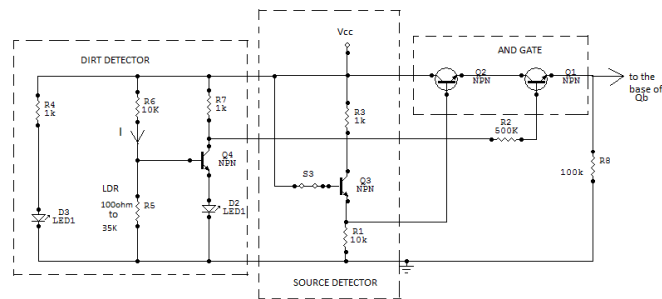 Vcc
DIRT DETECTOR
AND GATE
Q2
NPN
Q1
NPN
to the
base of
Qb
R4
1k
R6
10K
R7
1k
R3
1k
R2
500K
I
Q4
NPN
S3
Q3
NPN
R8
100k
LDR
100ohm
to
35K
R5
D2
LED1
D3
LED1
R1
10k
SOURCE DETECTOR